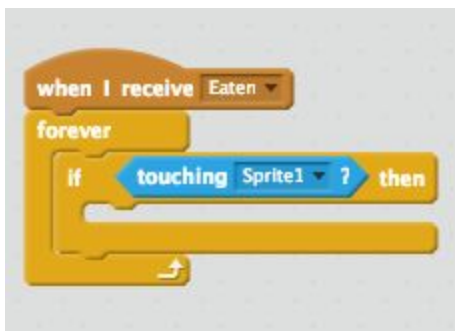 when I receive Eaten
forever
if touching Sprite1 ? then